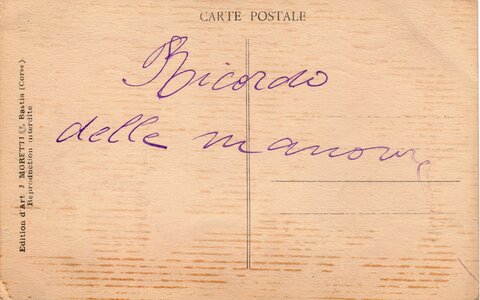 CARTE POSTALE
Ricordo
delle manovre
Edition d'Art J. MORETTI, Bastia (Corse)
Reproduction interdite